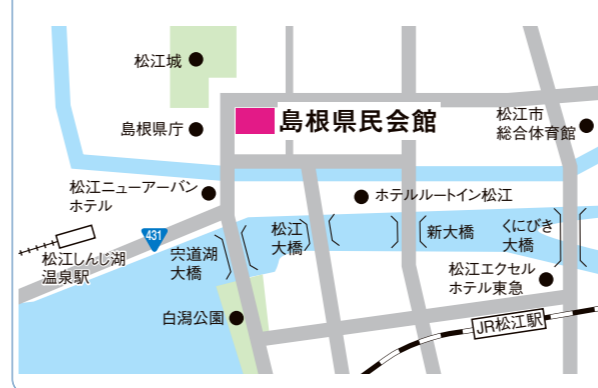 松江城
島根県庁
島根県民会館
松江市
総合体育館
松江ニューアーバン
ホテル
ホテルルートイン松江
431
松江しんじ湖
温泉駅
宍道湖
大橋
松江
大橋
新大橋
くにびき
大橋
松江エクセル
ホテル東急
白潟公園
JR松江駅